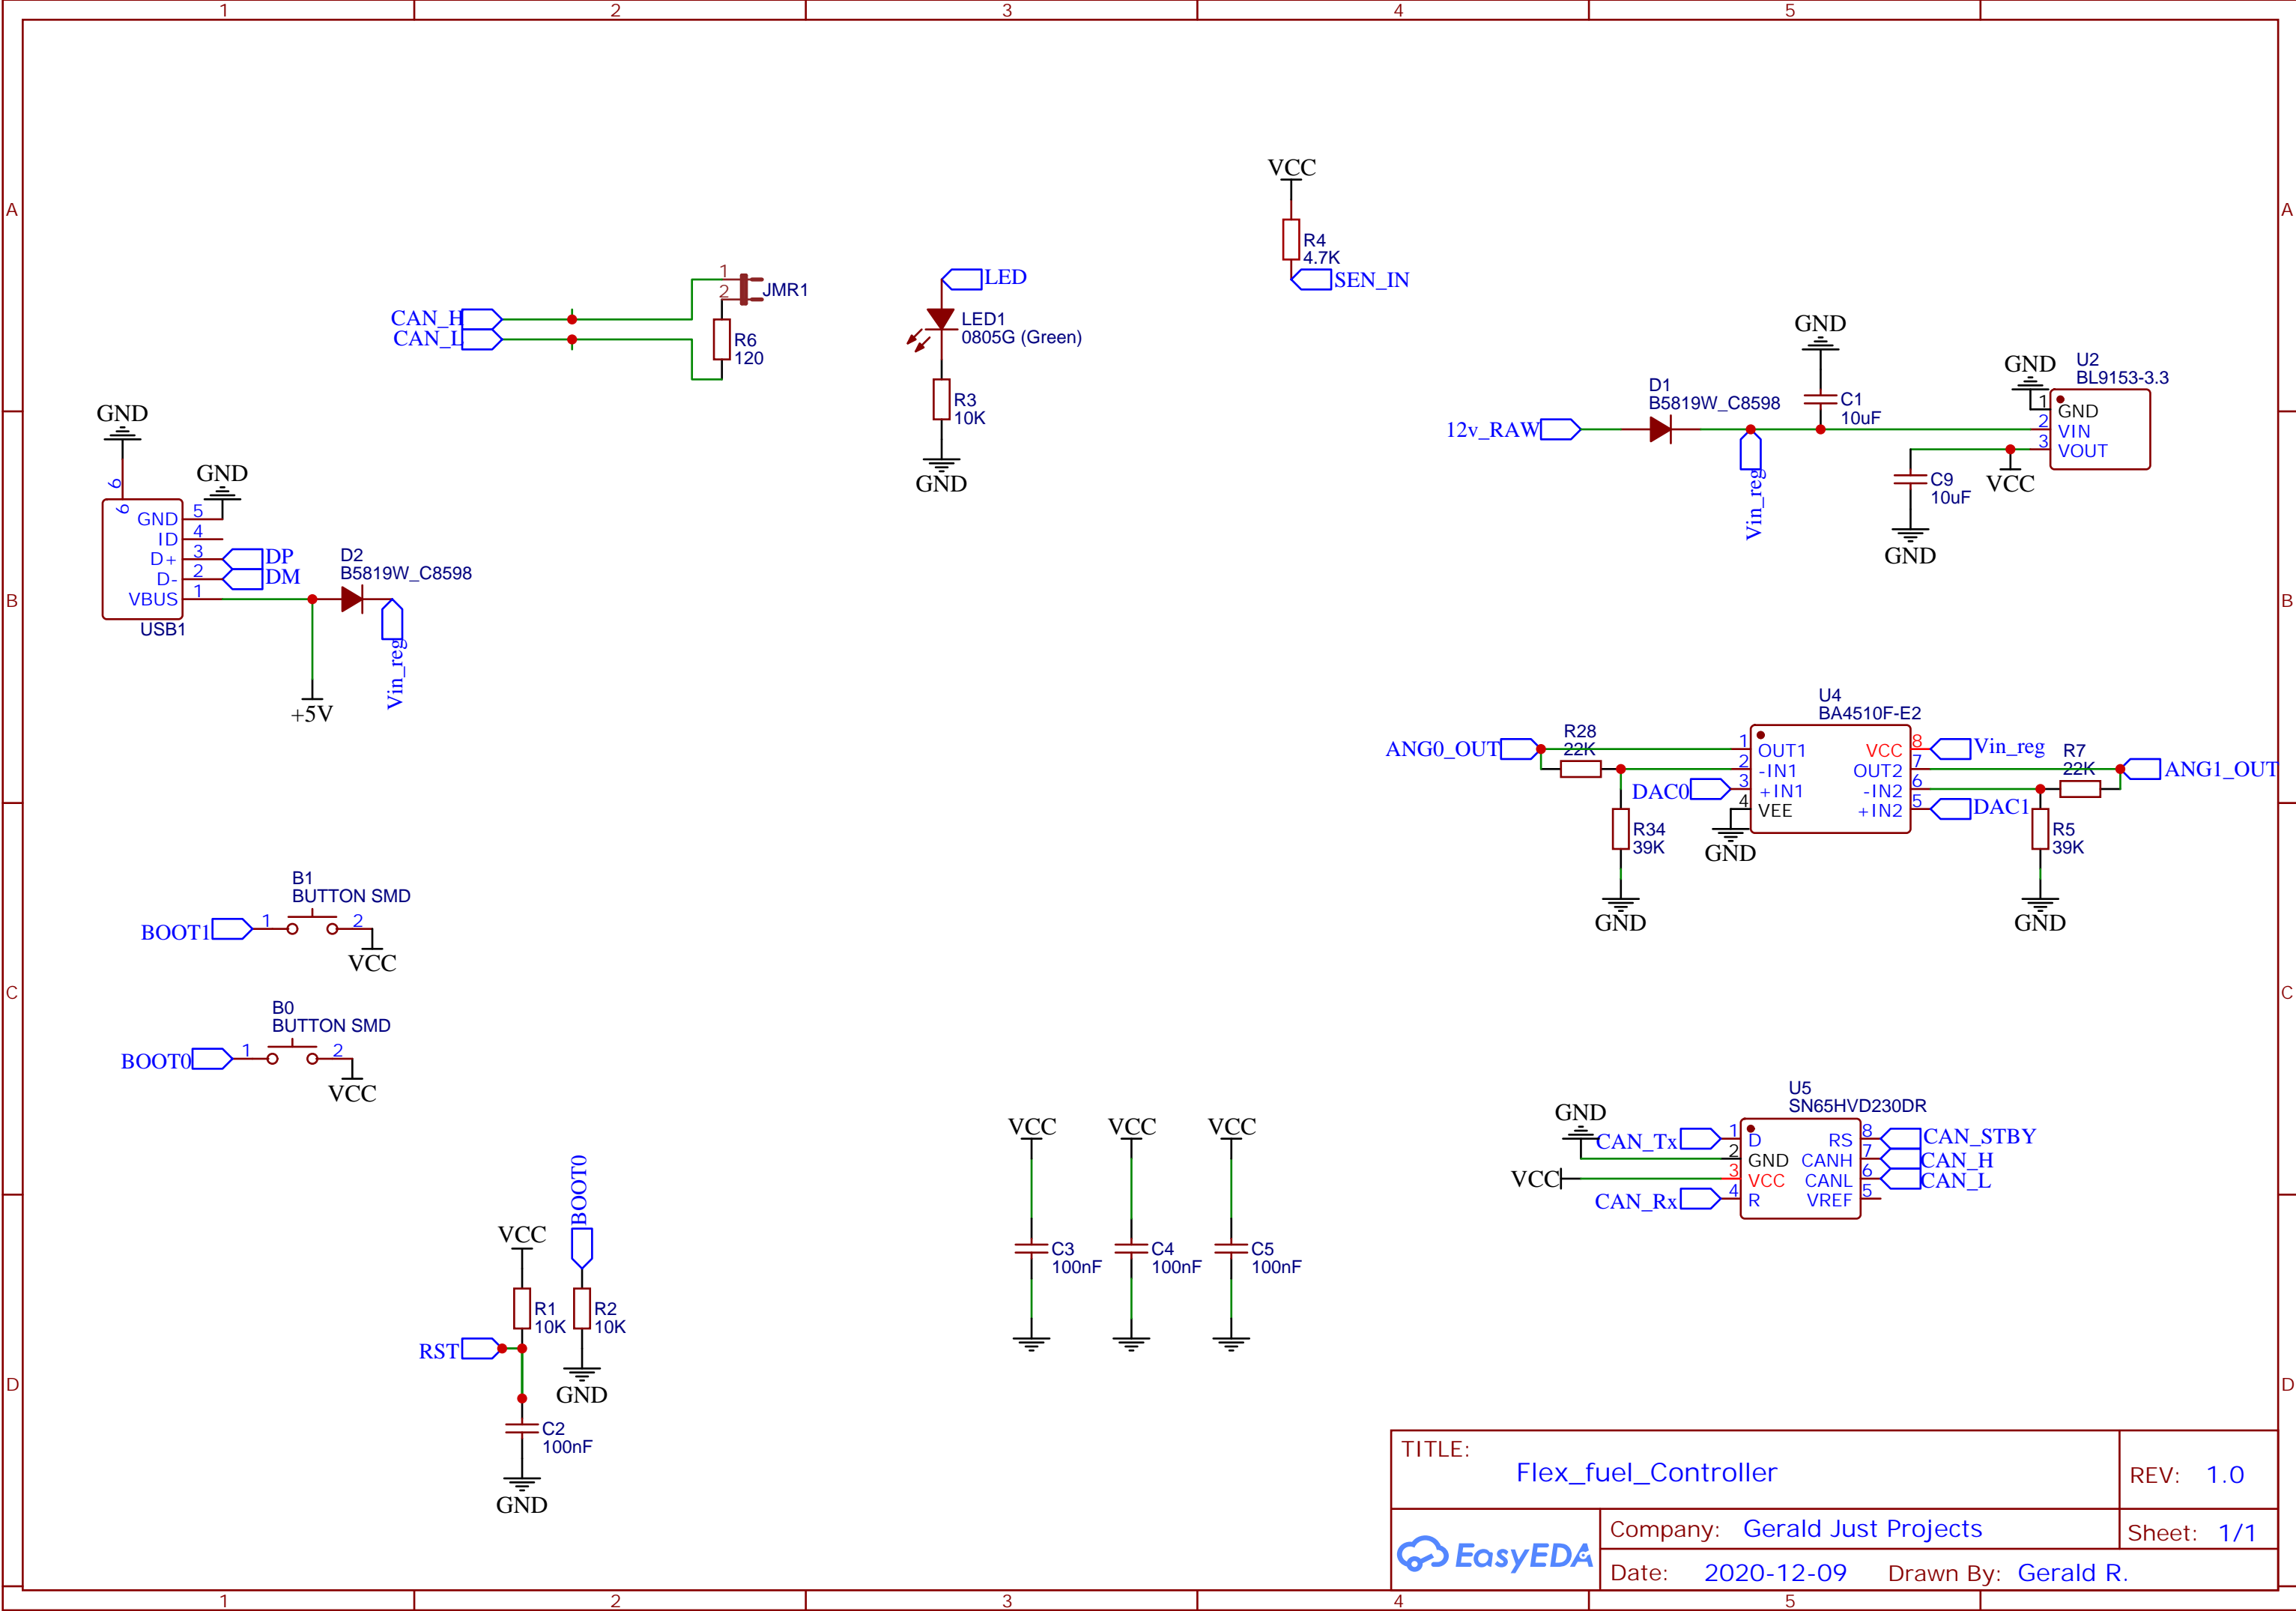 1 2 3 4 5
A
A
VCC
R4
4.7K
SEN_IN
CAN_H
CAN_L
1
2
JMR1
R6
120
LED
LED1
0805G (Green)
R3
10K
GND
GND
C1
10uF
12v_RAW
D1
B5819W_C8598
Vin_reg
GND
U2
BL9153-3.3
1 GND
2 VIN
3 VOUT
VCC
C9
10uF
GND
GND
6
6
GND
GND 5
ID 4
D+ 3 DP
D- 2 DM
VBUS 1
USB1
D2
B5819W_C8598
Vin_reg
+5V
B
B
U4
BA4510F-E2
ANG0_OUT
R28
22K
1 OUT1
2 -IN1
DAC0 3 +IN1
4 VEE
GND
R34
39K
GND
VCC 8 Vin_reg
OUT2 7
-IN2 6
+IN2 5 DAC1
R7
22K
ANG1_OUT
R5
39K
GND
B1
BUTTON SMD
BOOT1 1 2
VCC
C
C
B0
BUTTON SMD
BOOT0 1 2
VCC
U5
SN65HVD230DR
GND
CAN_Tx 1 D
2 GND
VCC 3 VCC
CAN_Rx 4 R
RS 8 CAN_STBY
CANH 7 CAN_H
CANL 6 CAN_L
VREF 5
VCC VCC VCC
C3
100nF
C4
100nF
C5
100nF
BOOT0
VCC
R1
10K
R2
10K
RST
GND
C2
100nF
GND
D
D
TITLE:
Flex_fuel_Controller
REV: 1.0
EasyEDA
Company: Gerald Just Projects
Sheet: 1/1
Date: 2020-12-09 Drawn By: Gerald R.
1 2 3 4 5